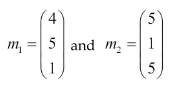 m₁ = (4 5 1) and m₂ = (5 1 5)